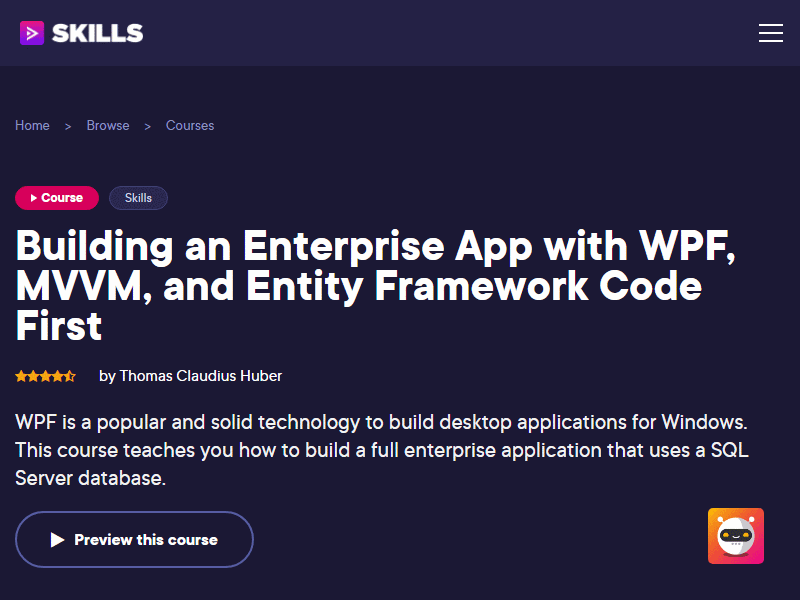 SKILLS
Home > Browse > Courses
Course Skills
Building an Enterprise App with WPF,
MVVM, and Entity Framework Code
First
by Thomas Claudius Huber
WPF is a popular and solid technology to build desktop applications for Windows.
This course teaches you how to build a full enterprise application that uses a SQL
Server database.
Preview this course